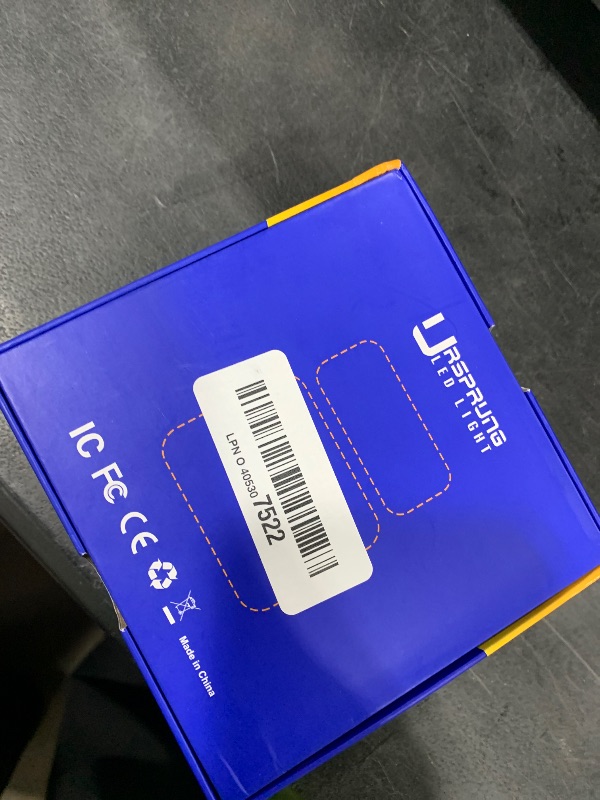 URSPRUNG
LED LIGHT
LPN O 40530 7522
IC FC CE
Made in China